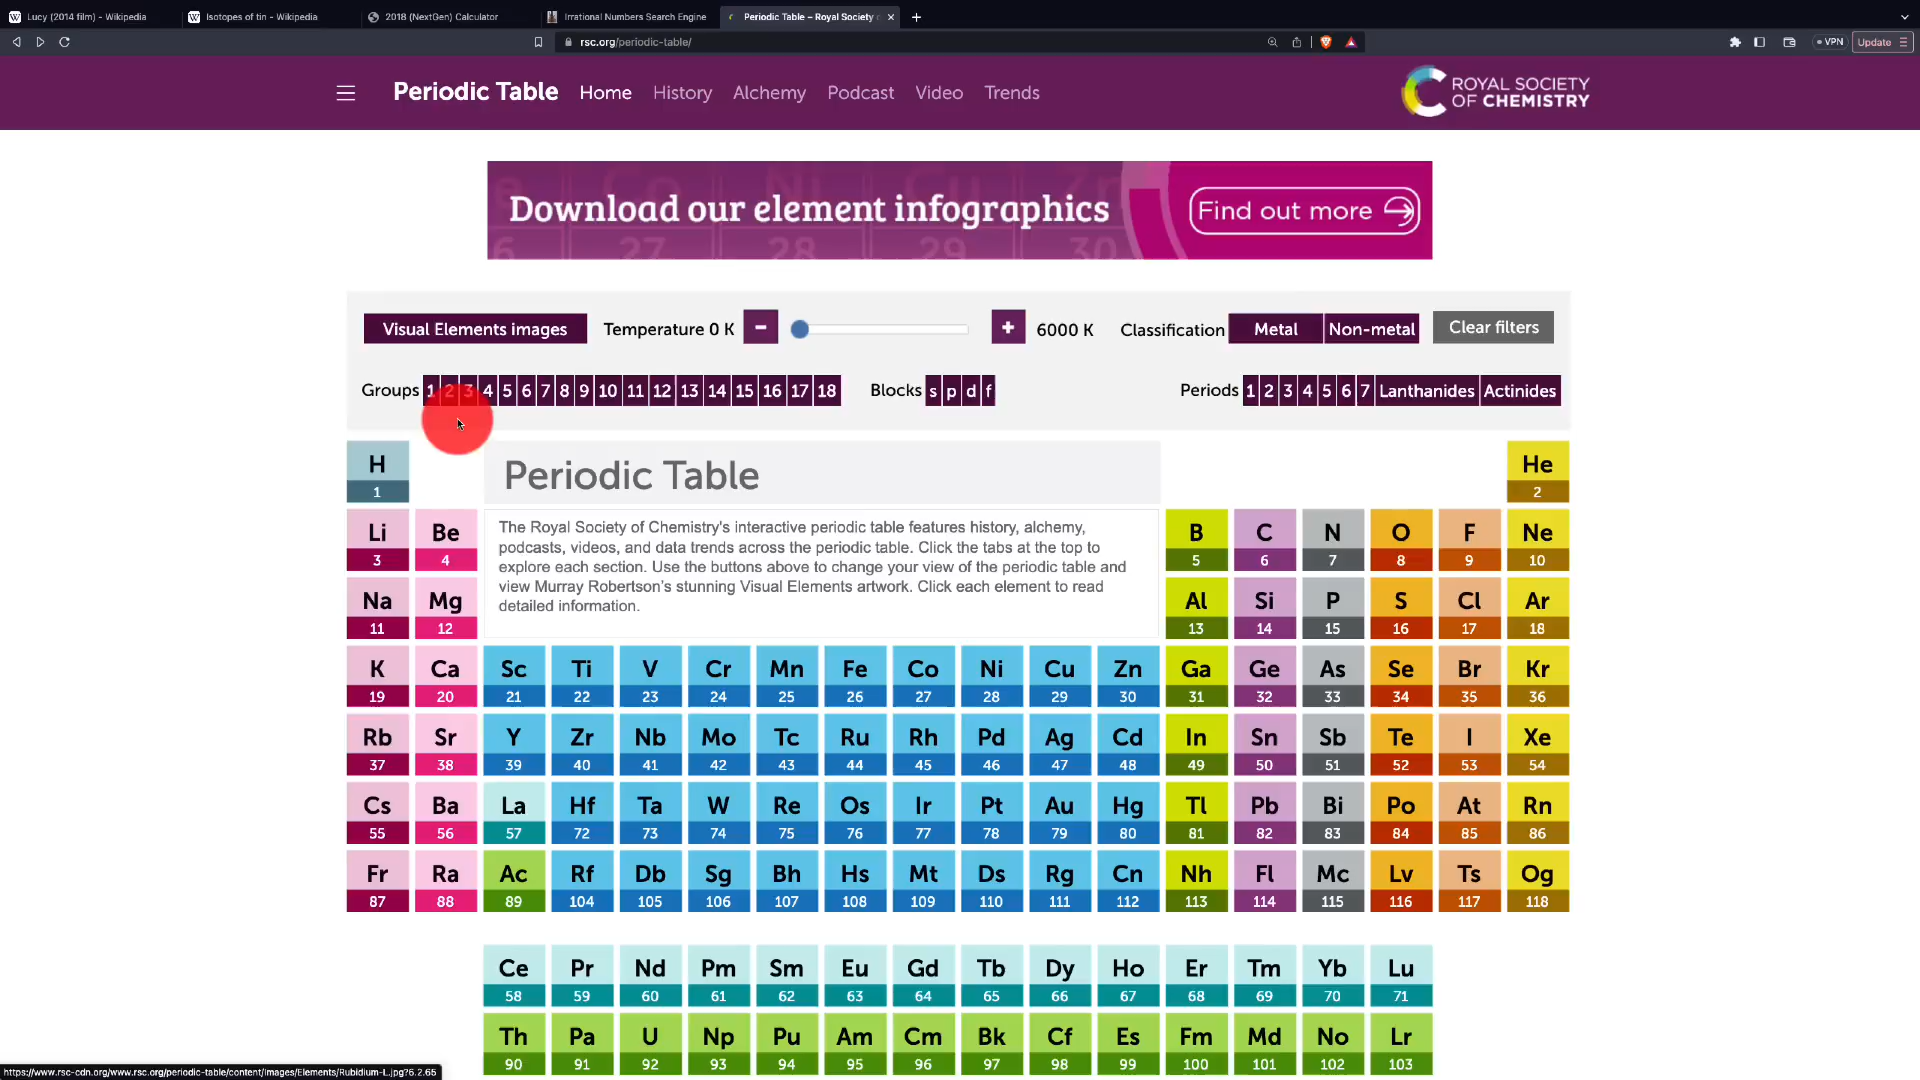 Lucy (2014 film) - Wikipedia
Isotopes of tin - Wikipedia
2018 (NextGen) Calculator
Irrational Numbers Search Engine
Periodic Table – Royal Society
rsc.org/periodic-table/
VPN
Update
Periodic Table Home History Alchemy Podcast Video Trends
ROYAL SOCIETY
OF CHEMISTRY
Download our element infographics
Find out more
Visual Elements images Temperature 0 K − + 6000 K Classification Metal Non-metal Clear filters
Groups 1 2 3 4 5 6 7 8 9 10 11 12 13 14 15 16 17 18 Blocks s p d f Periods 1 2 3 4 5 6 7 Lanthanides Actinides
H Periodic Table He
1 2
Li Be B C N O F Ne
3 4 5 6 7 8 9 10
The Royal Society of Chemistry's interactive periodic table features history, alchemy,
podcasts, videos, and data trends across the periodic table. Click the tabs at the top to
explore each section. Use the buttons above to change your view of the periodic table and
view Murray Robertson's stunning Visual Elements artwork. Click each element to read
detailed information.
Na Mg Al Si P S Cl Ar
11 12 13 14 15 16 17 18
K Ca Sc Ti V Cr Mn Fe Co Ni Cu Zn Ga Ge As Se Br Kr
19 20 21 22 23 24 25 26 27 28 29 30 31 32 33 34 35 36
Rb Sr Y Zr Nb Mo Tc Ru Rh Pd Ag Cd In Sn Sb Te I Xe
37 38 39 40 41 42 43 44 45 46 47 48 49 50 51 52 53 54
Cs Ba La Hf Ta W Re Os Ir Pt Au Hg Tl Pb Bi Po At Rn
55 56 57 72 73 74 75 76 77 78 79 80 81 82 83 84 85 86
Fr Ra Ac Rf Db Sg Bh Hs Mt Ds Rg Cn Nh Fl Mc Lv Ts Og
87 88 89 104 105 106 107 108 109 110 111 112 113 114 115 116 117 118
Ce Pr Nd Pm Sm Eu Gd Tb Dy Ho Er Tm Yb Lu
58 59 60 61 62 63 64 65 66 67 68 69 70 71
Th Pa U Np Pu Am Cm Bk Cf Es Fm Md No Lr
90 91 92 93 94 95 96 97 98 99 100 101 102 103
https://www.rsc-cdn.org/www.rsc.org/periodic-table/content/Images/Elements/Rubidium-L.jpg?6.2.65